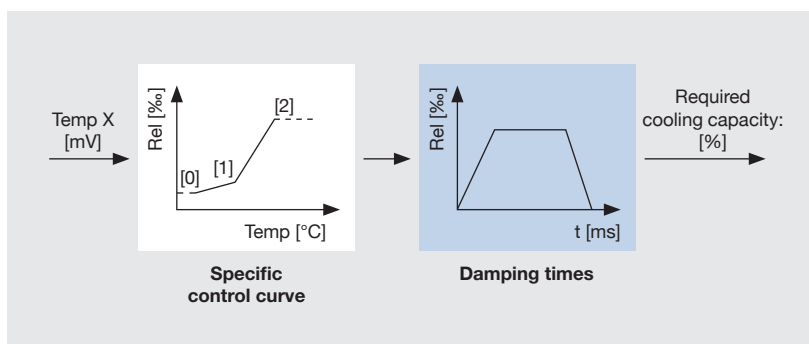 Temp X
[mV]
Rel [‰]
[0]
[1]
[2]
Temp [°C]
Specific
control curve
Rel [‰]
t [ms]
Damping times
Required
cooling capacity:
[%]